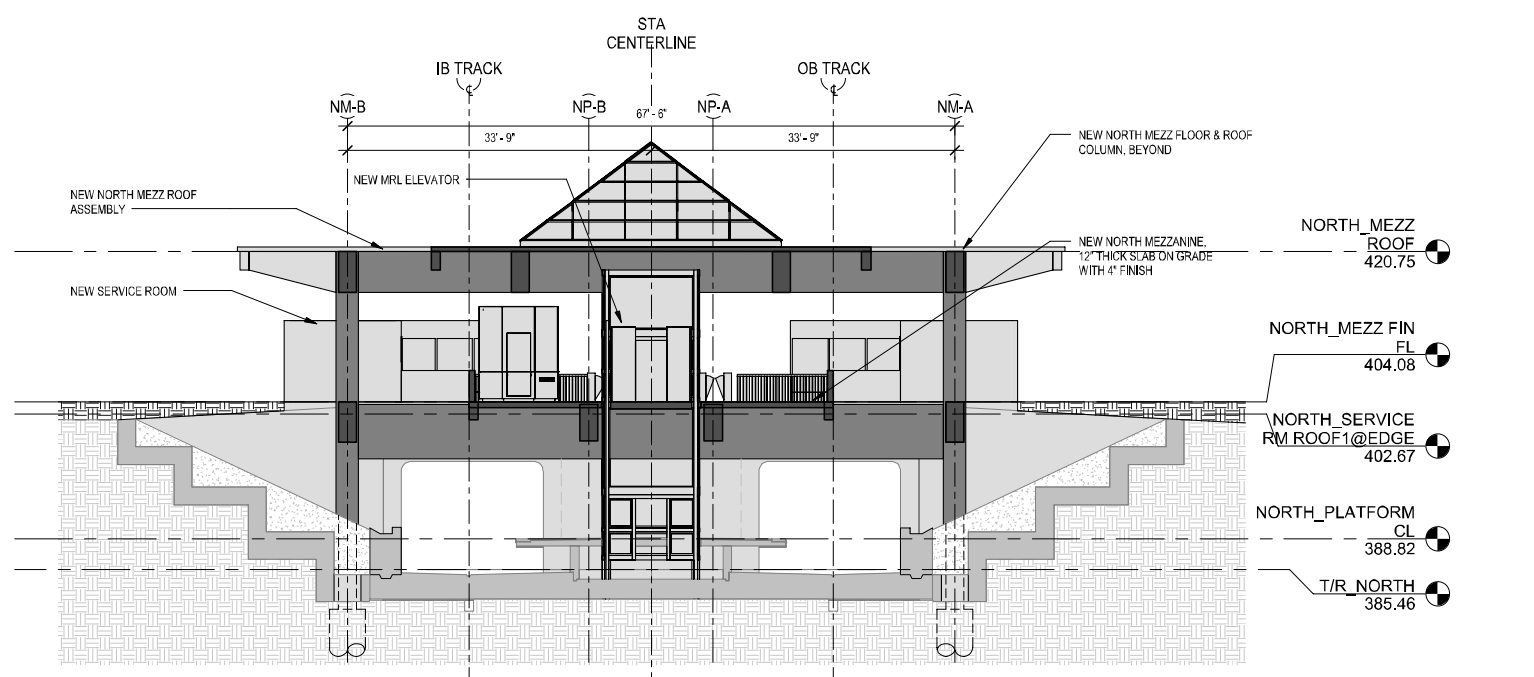 STA
CENTERLINE
IB TRACK
OB TRACK
NM-B
NP-B
NP-A
NM-A
67' - 6"
33' - 9"
33' - 9"
NEW NORTH MEZZ FLOOR & ROOF
COLUMN, BEYOND
NEW MRL ELEVATOR
NEW NORTH MEZZ ROOF
ASSEMBLY
NORTH_MEZZ
ROOF
420.75
NEW NORTH MEZZANINE,
12" THICK SLAB ON GRADE
WITH 4" FINISH
NEW SERVICE ROOM
NORTH_MEZZ FIN
FL
404.08
NORTH_SERVICE
RM ROOF1@EDGE
402.67
NORTH_PLATFORM
CL
388.82
T/R_NORTH
385.46